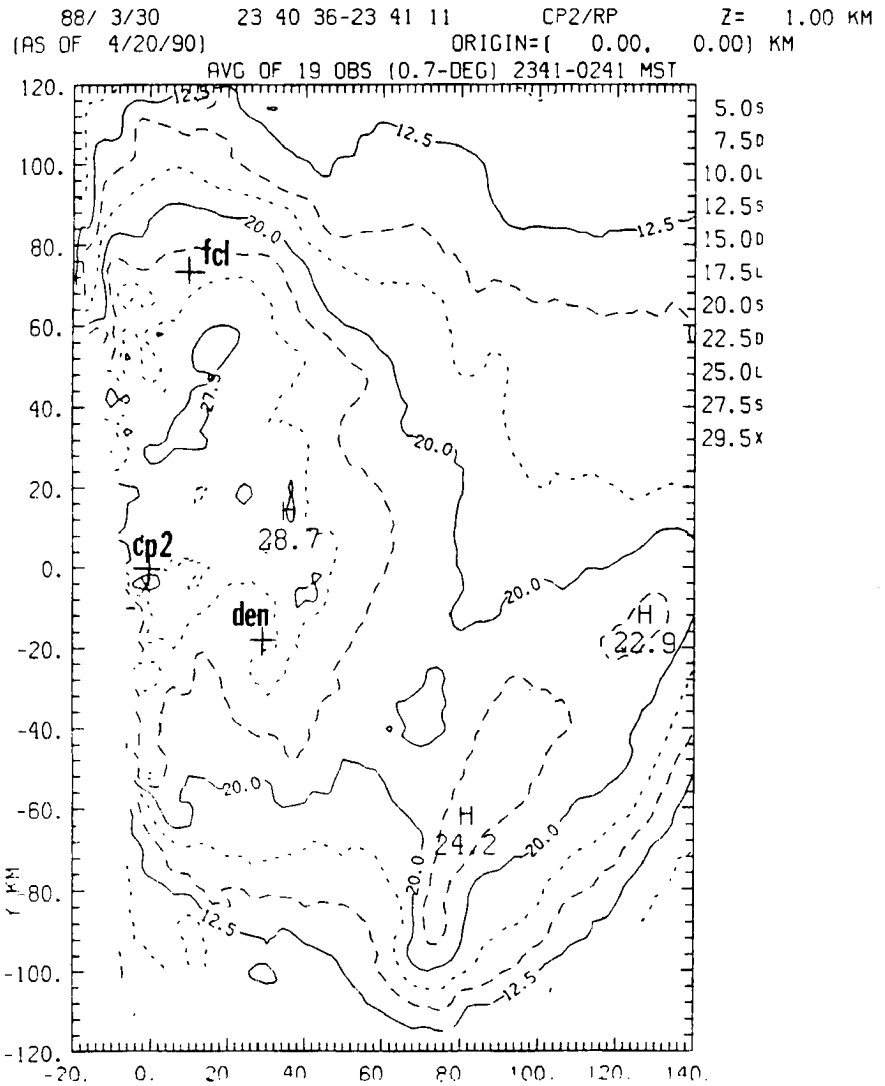 88/ 3/30 23 40 36-23 41 11 CP2/RP Z= 1.00 KM
(AS OF 4/20/90) ORIGIN=( 0.00, 0.00) KM
AVG OF 19 OBS (0.7-DEG) 2341-0241 MST
120.
100.
80.
60.
40.
20.
0.
-20.
-40.
-60.
-80.
-100.
-120.
Y KM
-20. 0. 20. 40. 60. 80. 100. 120. 140.
5.0S
7.5D
10.0L
12.5S
15.0D
17.5L
20.0S
22.5D
25.0L
27.5S
29.5X
12.5
12.5
12.5
20.0
fcl
27.5
20.0
H
28.7
cp2
20.0
den
H
22.9
20.0
H
24.2
20.0
20.0
12.5
12.5